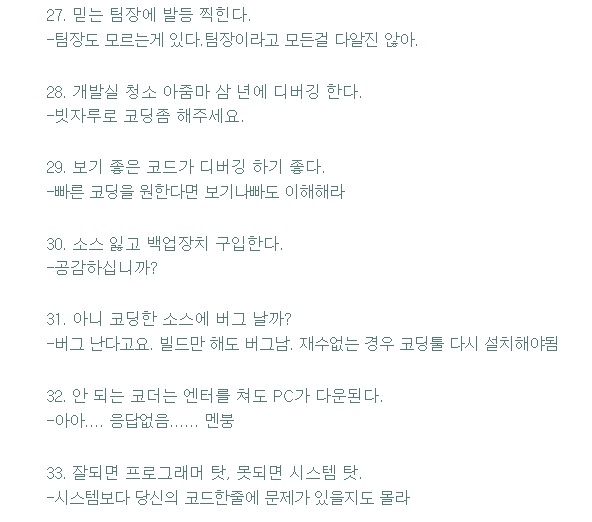 27. 믿는 팀장에 발등 찍힌다.
-팀장도 모르는게 있다.팀장이라고 모든걸 다알진 않아.
28. 개발실 청소 아줌마 삼 년에 디버깅 한다.
-빗자루로 코딩좀 해주세요.
29. 보기 좋은 코드가 디버깅 하기 좋다.
-빠른 코딩을 원한다면 보기나빠도 이해해라
30. 소스 잃고 백업장치 구입한다.
-공감하십니까?
31. 아니 코딩한 소스에 버그 날까?
-버그 난다고요. 빌드만 해도 버그남. 재수없는 경우 코딩툴 다시 설치해야됨
32. 안 되는 코더는 엔터를 쳐도 PC가 다운된다.
-아아.... 응답없음...... 멘붕
33. 잘되면 프로그래머 탓, 못되면 시스템 탓.
-시스템보다 당신의 코드한줄에 문제가 있을지도 몰라